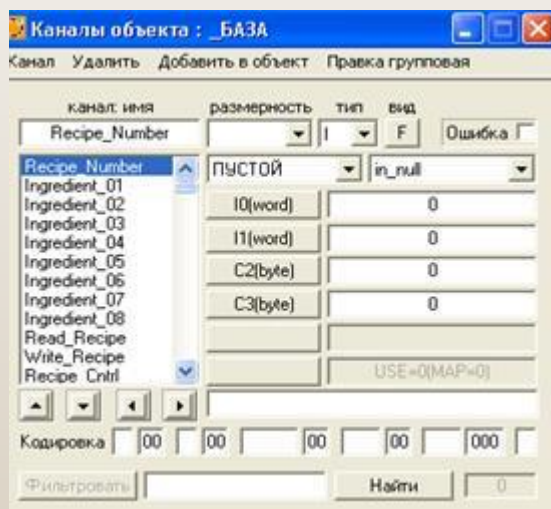 Каналы объекта : _БАЗА
Канал Удалить Добавить в объект Правка групповая
канал: имя размерность тип вид
Recipe_Number I F Ошибка
Recipe_Number ПУСТОЙ in_null
Ingredient_01
Ingredient_02 I0(word) 0
Ingredient_03
Ingredient_04 I1(word) 0
Ingredient_05
Ingredient_06 C2(byte) 0
Ingredient_07
Ingredient_08 C3(byte) 0
Read_Recipe
Write_Recipe
Recipe_Cntrl USE=0(MAP=0)
Кодировка 00 00 00 00 000
Фильтровать Найти 0